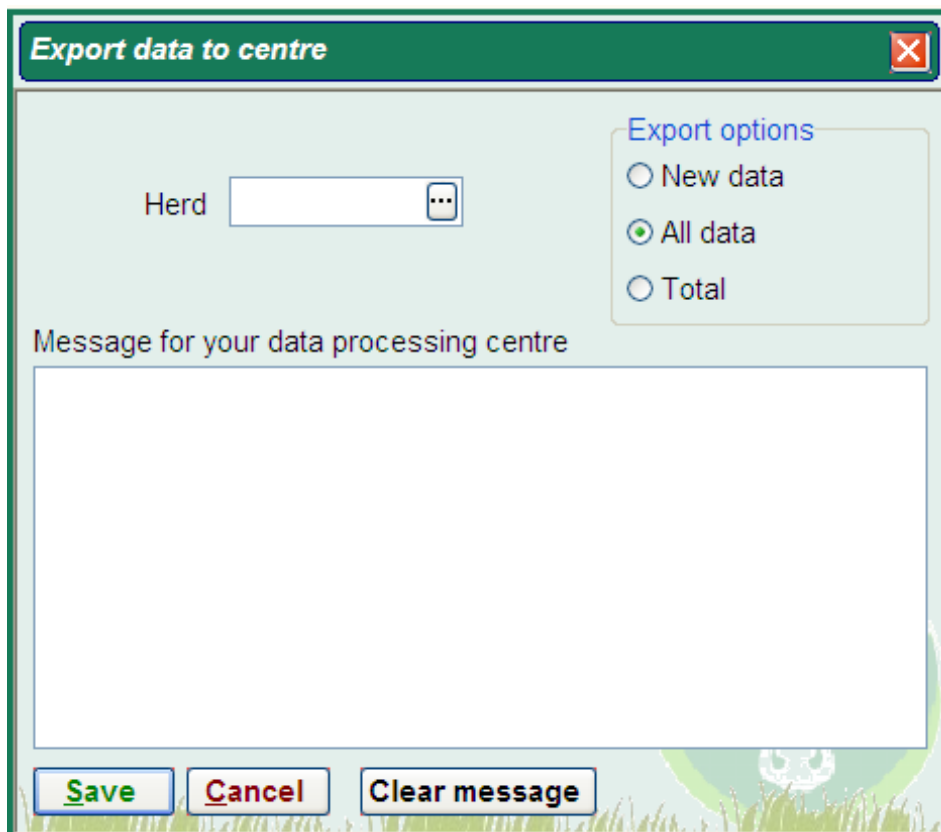 Export data to centre
Export options
New data
Herd ...
All data
Total
Message for your data processing centre
Save Cancel Clear message